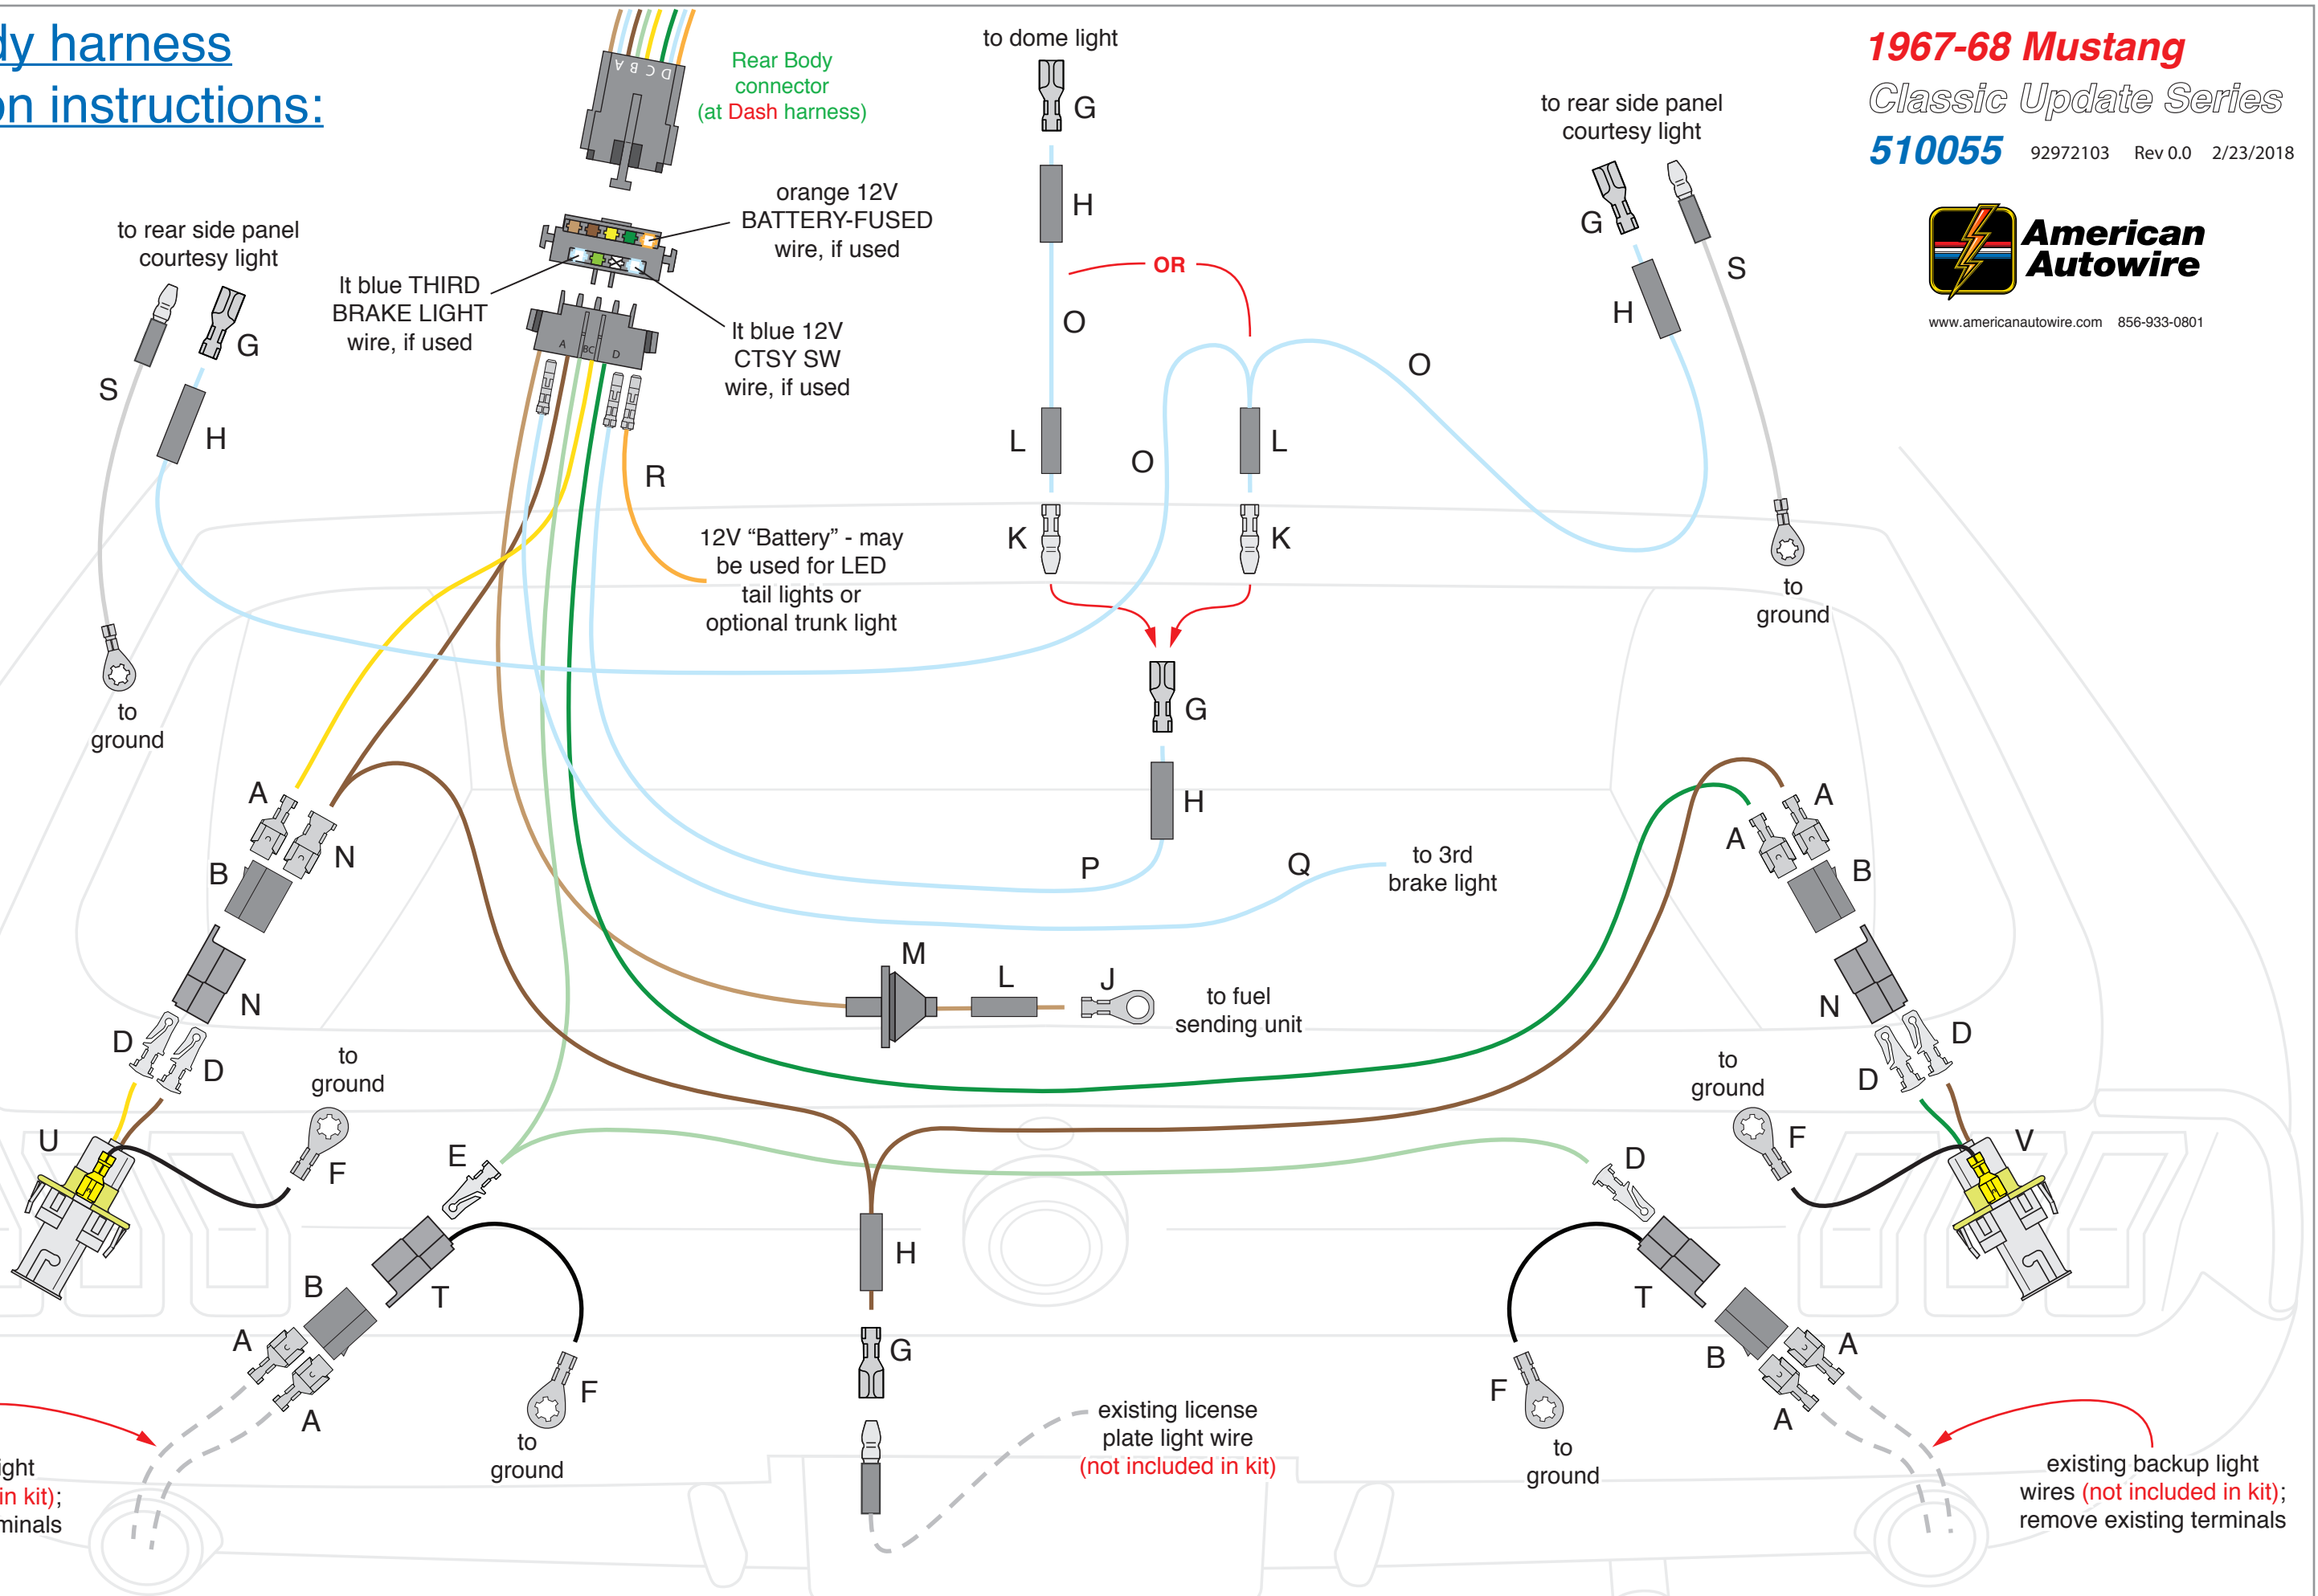 dy harness
on instructions:
1967-68 Mustang
Classic Update Series
510055 92972103 Rev 0.0 2/23/2018
American
Autowire
www.americanautowire.com 856-933-0801
A B C D
Rear Body
connector
(at Dash harness)
orange 12V
BATTERY-FUSED
wire, if used
lt blue THIRD
BRAKE LIGHT
wire, if used
lt blue 12V
CTSY SW
wire, if used
A BC D
to rear side panel
courtesy light
G
S
H
to
ground
to dome light
G
H
OR
O
O
O
L
L
K
K
to rear side panel
courtesy light
G
S
H
to
ground
R
12V “Battery” - may
be used for LED
tail lights or
optional trunk light
G
H
P
Q
to 3rd
brake light
A
N
B
N
D
D
U
to
ground
F
M
L
J
to fuel
sending unit
A
A
B
N
D
D
to
ground
F
V
E
T
B
A
A
F
to
ground
H
G
existing license
plate light wire
(not included in kit)
D
T
B
A
A
F
to
ground
ight
in kit);
minals
existing backup light
wires (not included in kit);
remove existing terminals